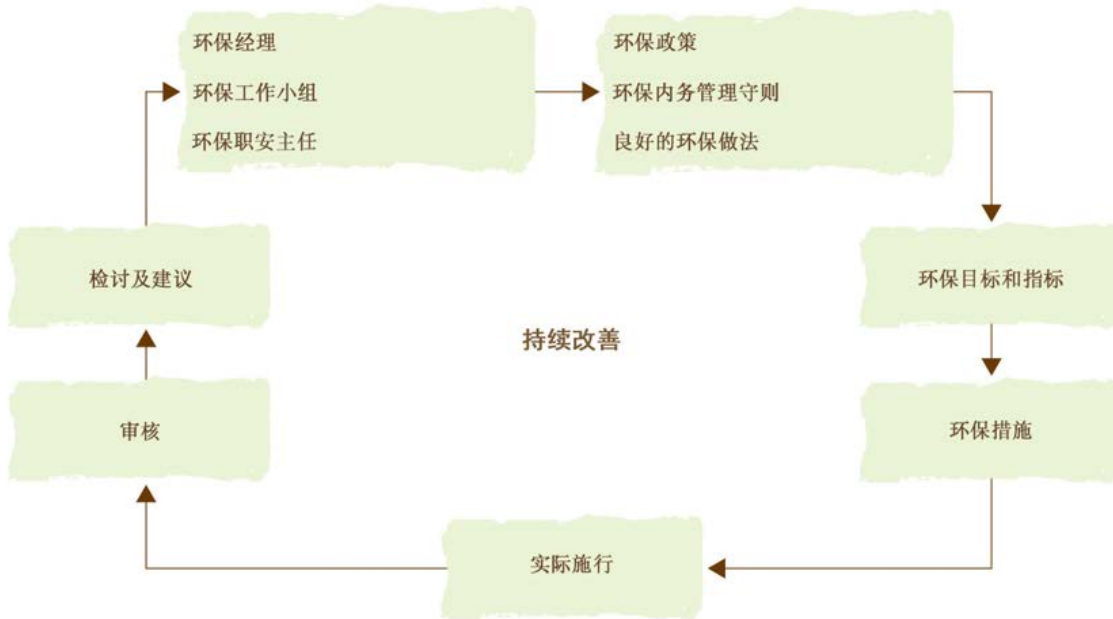 环保经理
环保工作小组
环保职安主任
环保政策
环保内务管理守则
良好的环保做法
检讨及建议
环保目标和指标
持续改善
审核
环保措施
实际施行